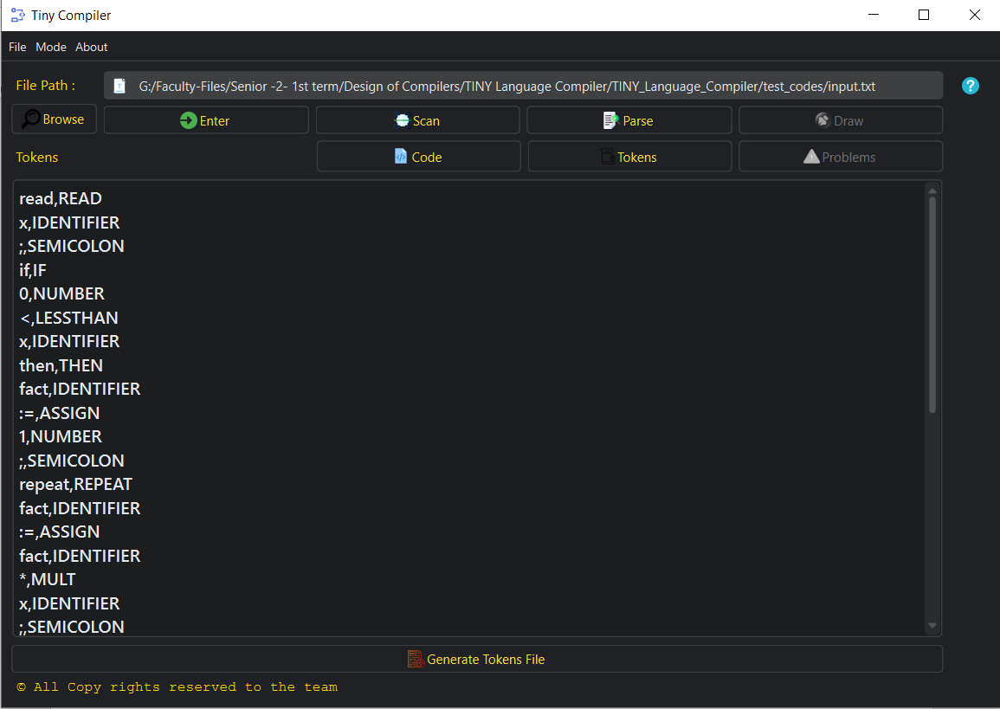 Tiny Compiler
File Mode About
File Path : G:/Faculty-Files/Senior -2- 1st term/Design of Compilers/TINY Language Compiler/TINY_Language_Compiler/test_codes/input.txt ?
Browse Enter Scan Parse Draw
Tokens Code Tokens Problems
read,READ
x,IDENTIFIER
;,SEMICOLON
if,IF
0,NUMBER
<,LESSTHAN
x,IDENTIFIER
then,THEN
fact,IDENTIFIER
:=,ASSIGN
1,NUMBER
;,SEMICOLON
repeat,REPEAT
fact,IDENTIFIER
:=,ASSIGN
fact,IDENTIFIER
*,MULT
x,IDENTIFIER
;,SEMICOLON
Generate Tokens File
© All Copy rights reserved to the team